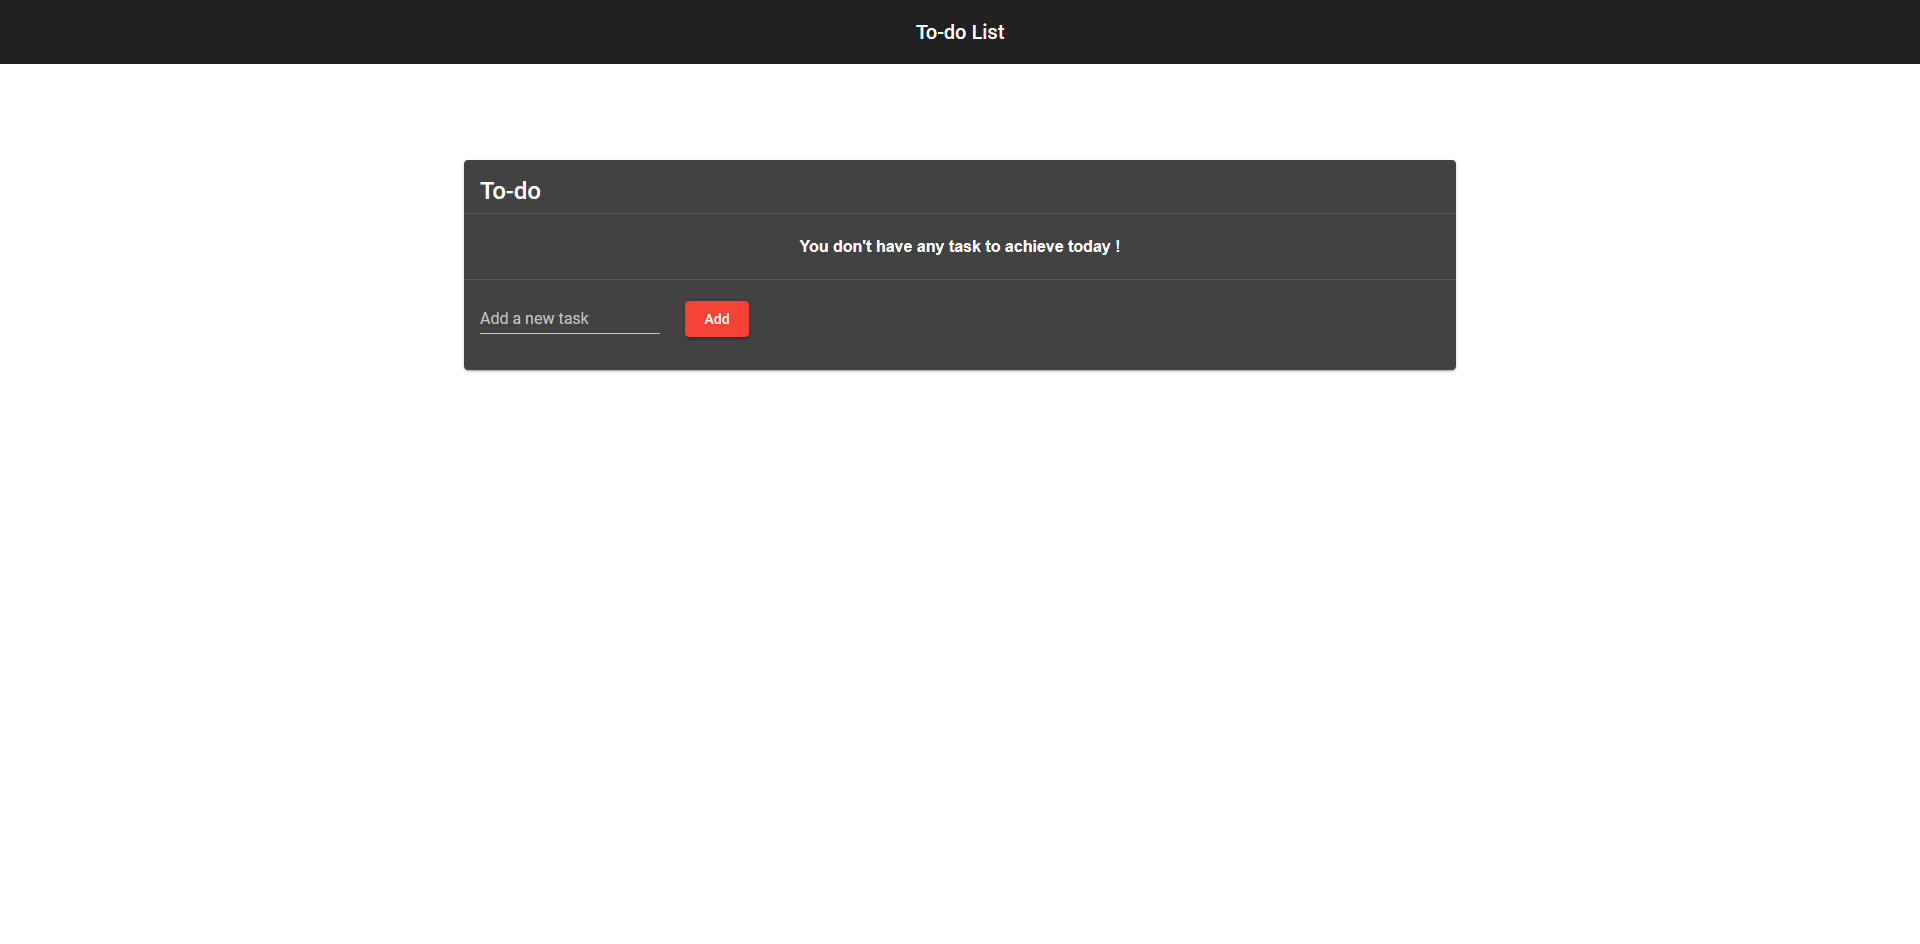 To-do List
To-do
You don't have any task to achieve today !
Add a new task
Add